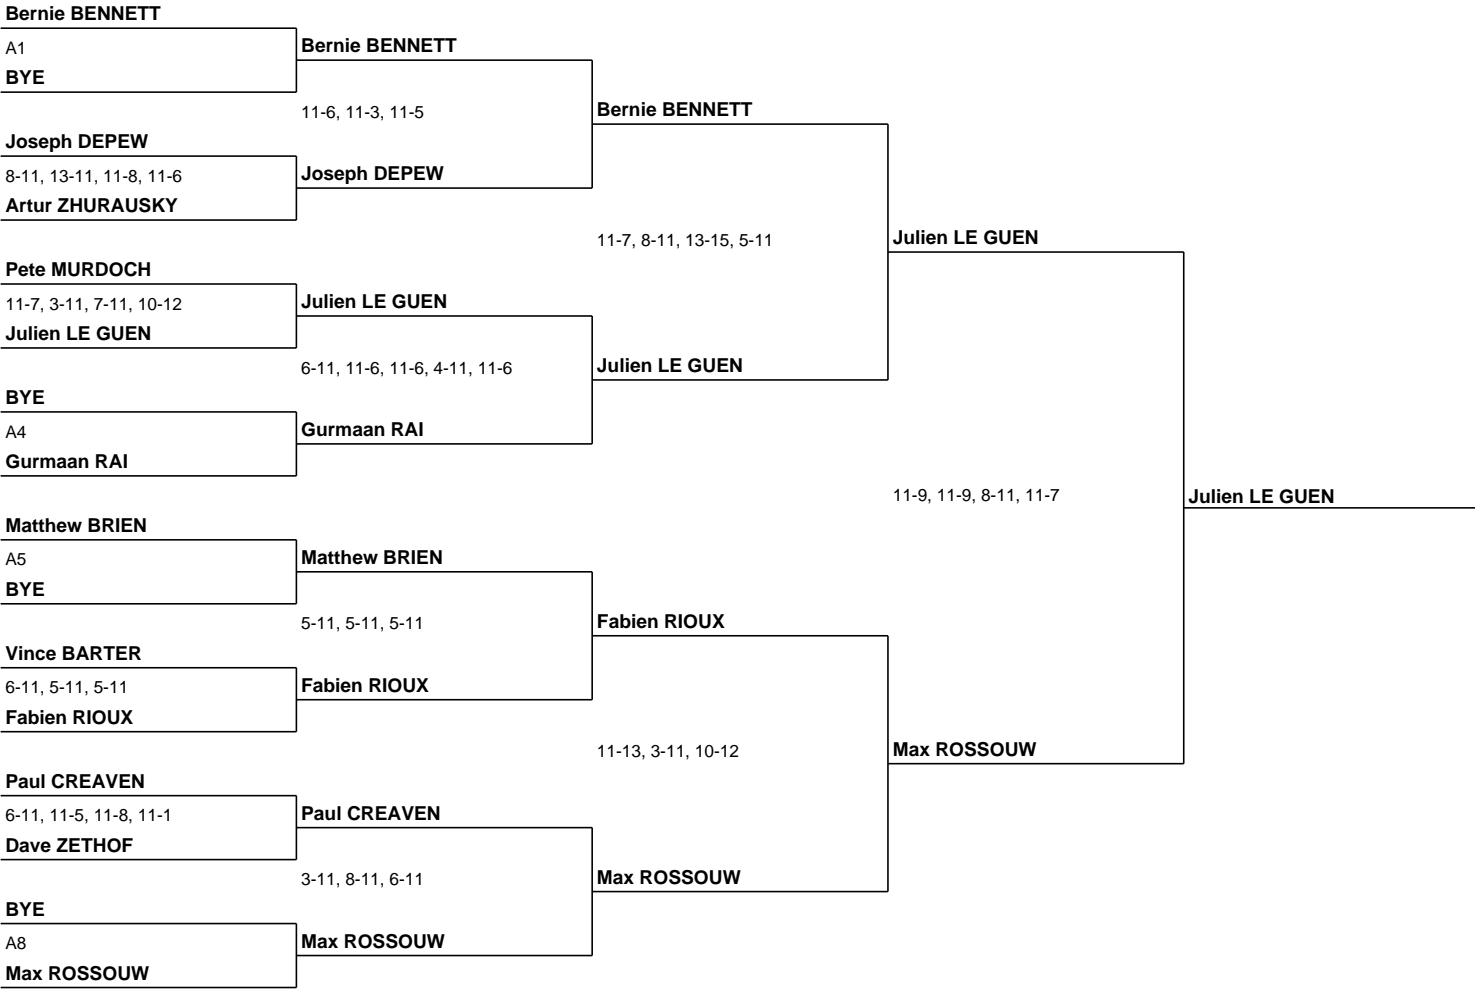 Bernie BENNETT
A1
BYE
Joseph DEPEW
8-11, 13-11, 11-8, 11-6
Artur ZHURAUSKY
Pete MURDOCH
11-7, 3-11, 7-11, 10-12
Julien LE GUEN
BYE
A4
Gurmaan RAI
Matthew BRIEN
A5
BYE
Vince BARTER
6-11, 5-11, 5-11
Fabien RIOUX
Paul CREAVEN
6-11, 11-5, 11-8, 11-1
Dave ZETHOF
BYE
A8
Max ROSSOUW
Bernie BENNETT
11-6, 11-3, 11-5
Joseph DEPEW
Julien LE GUEN
6-11, 11-6, 11-6, 4-11, 11-6
Gurmaan RAI
Matthew BRIEN
5-11, 5-11, 5-11
Fabien RIOUX
Paul CREAVEN
3-11, 8-11, 6-11
Max ROSSOUW
Bernie BENNETT
11-7, 8-11, 13-15, 5-11
Julien LE GUEN
Fabien RIOUX
11-13, 3-11, 10-12
Max ROSSOUW
Julien LE GUEN
11-9, 11-9, 8-11, 11-7
Max ROSSOUW
Julien LE GUEN